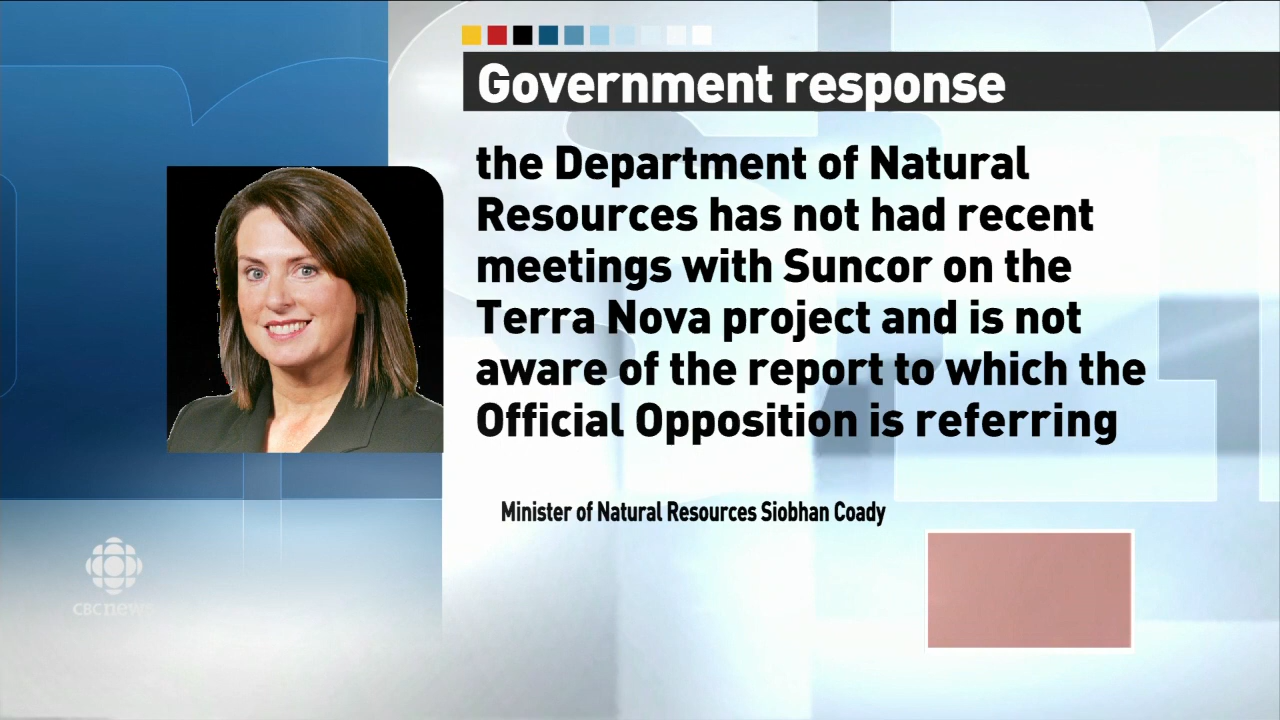 Government response
the Department of Natural
Resources has not had recent
meetings with Suncor on the
Terra Nova project and is not
aware of the report to which the
Official Opposition is referring
Minister of Natural Resources Siobhan Coady
CBC news